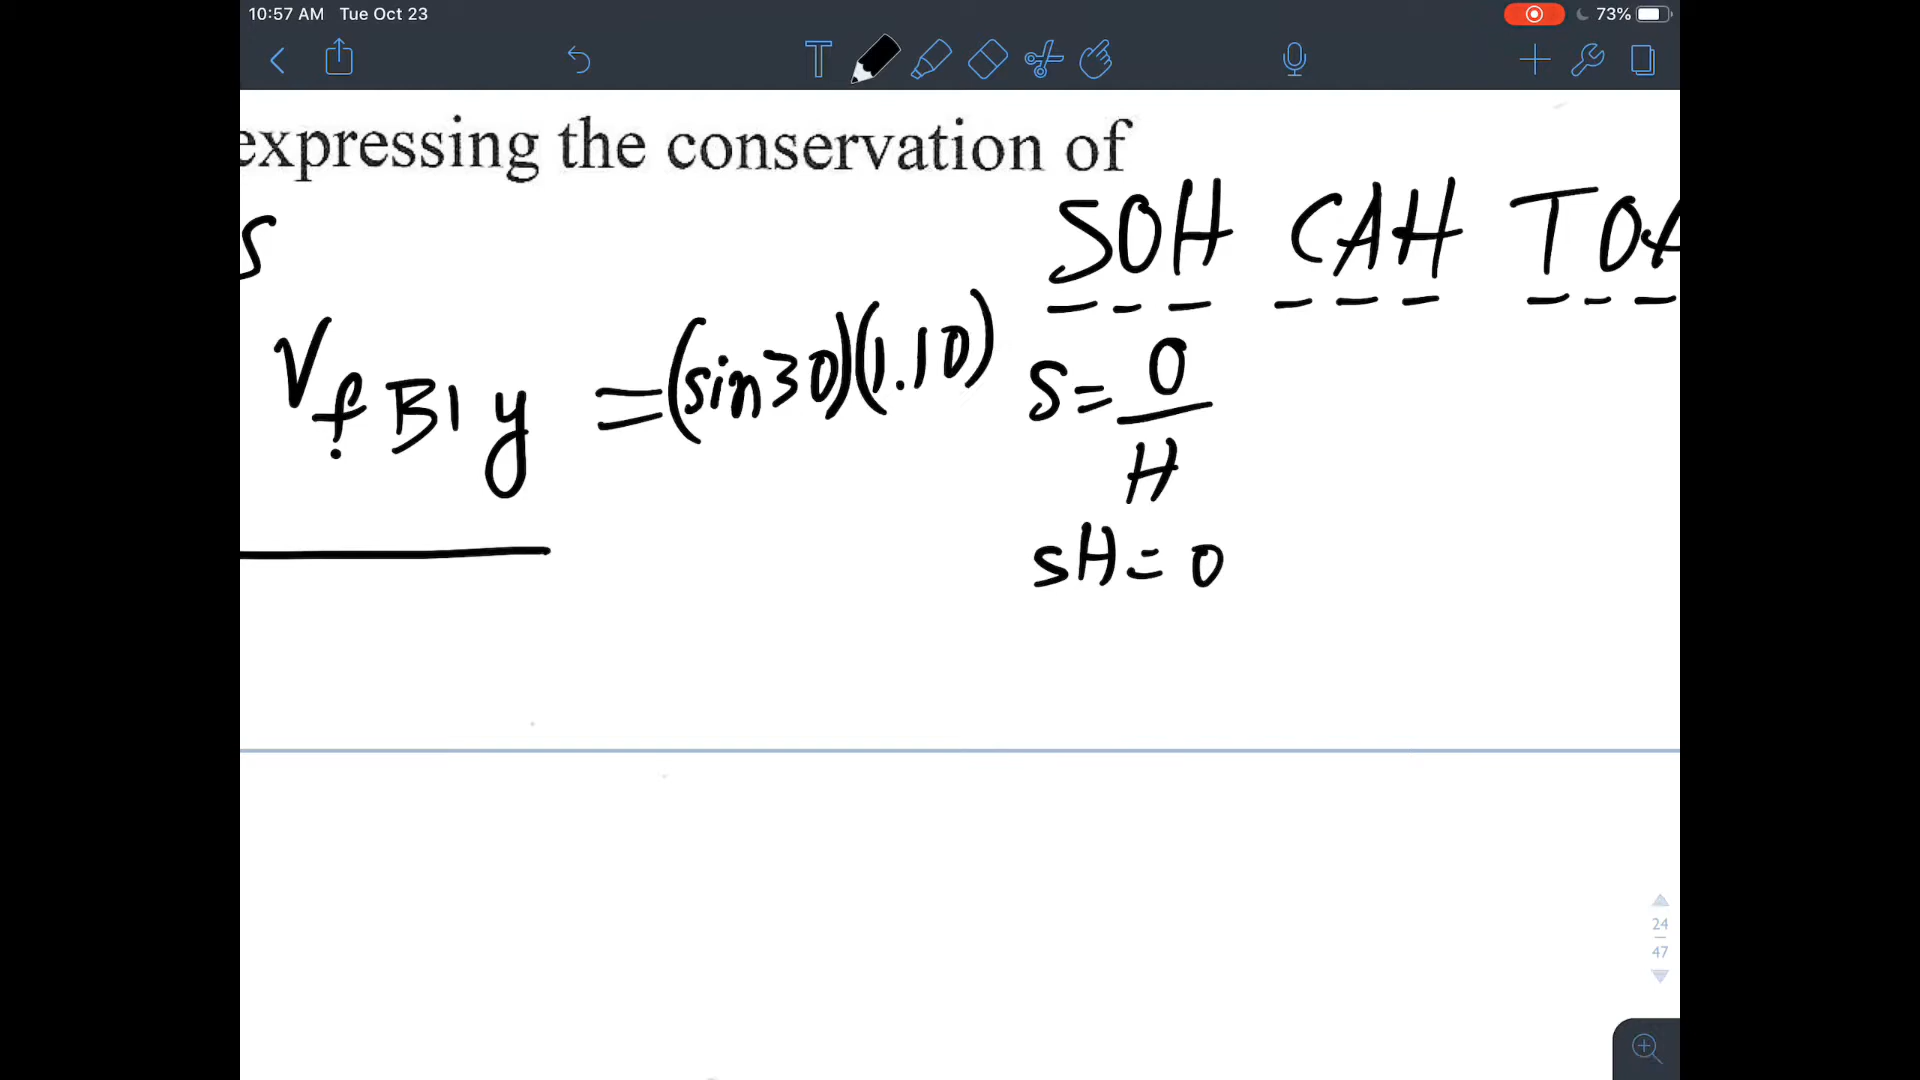 10:57 AM Tue Oct 23
73%
T
expressing the conservation of
s
SOH CAH TOA
VfB1y = (sin30)(1.10)
S = O
H
sH = O
24
47